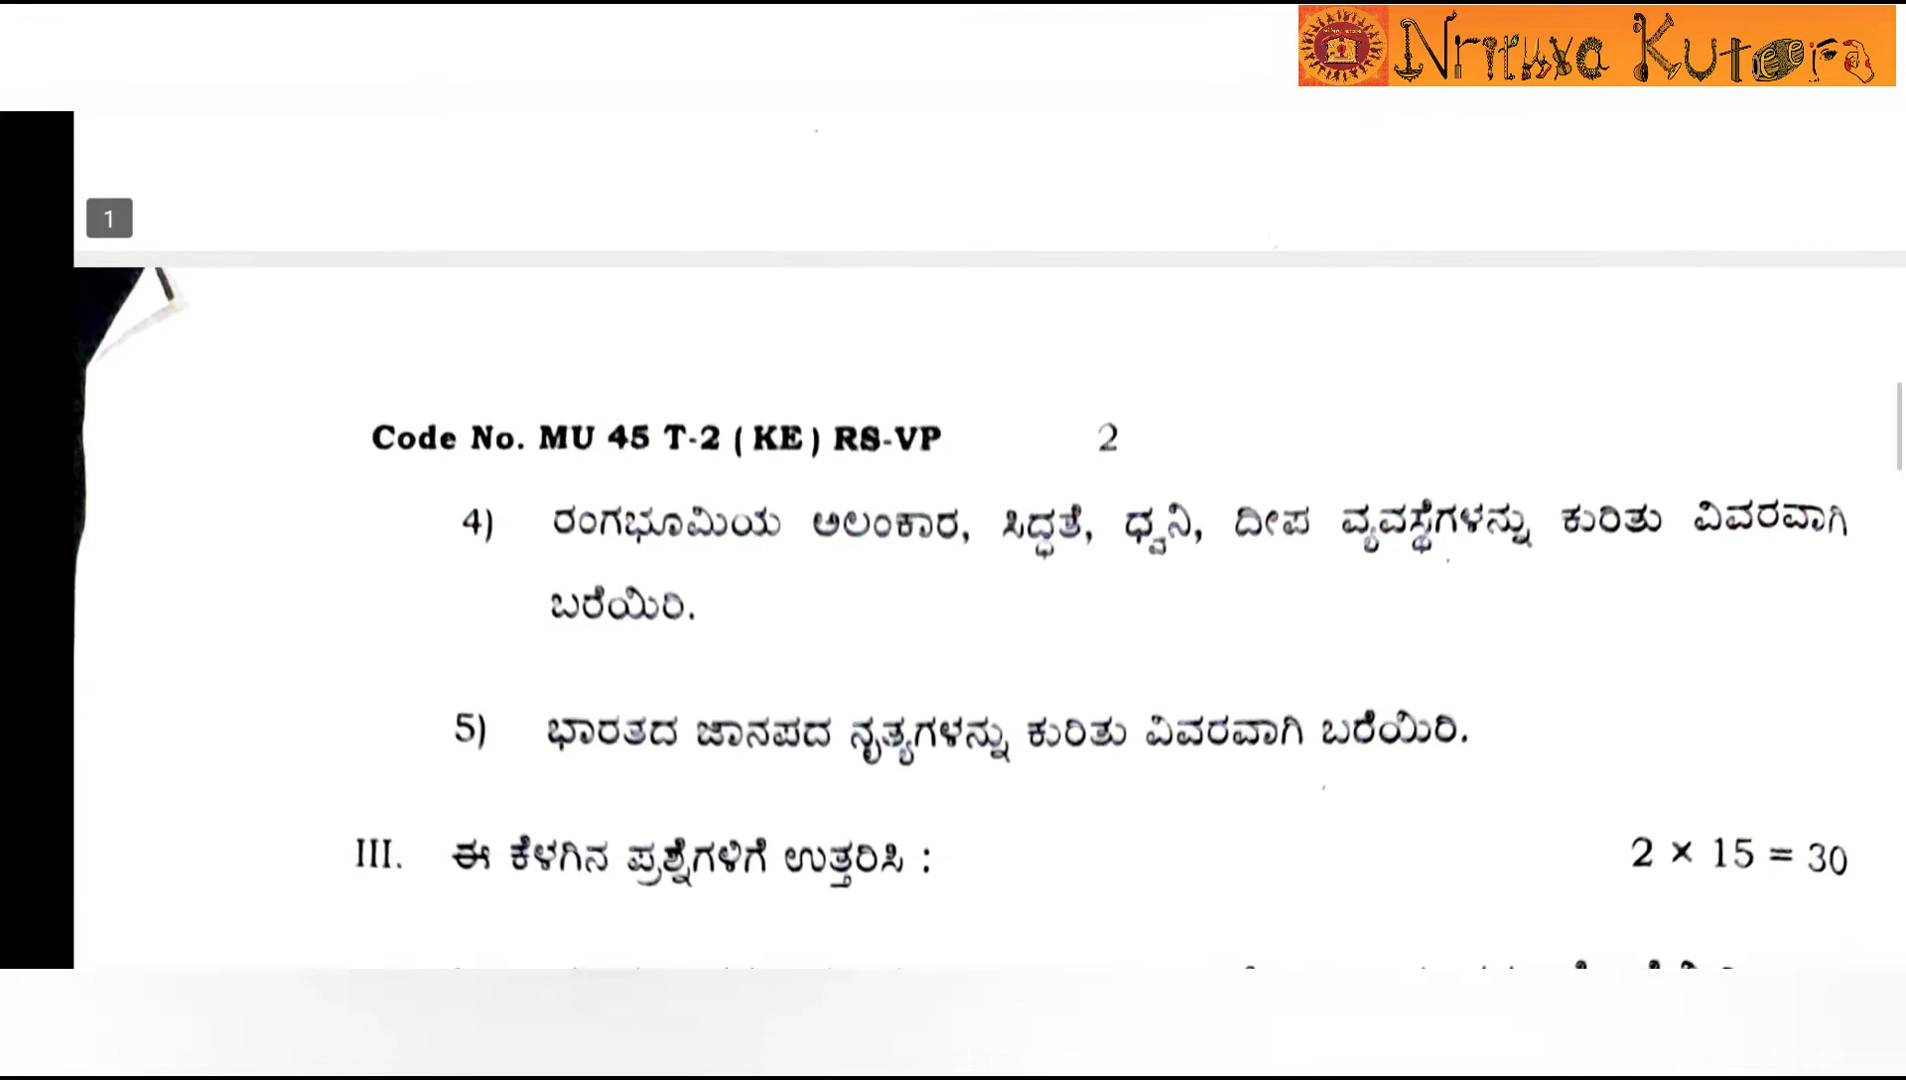 Nrithya Kuteera
1
Code No. MU 45 T-2 ( KE ) RS-VP 2
4) ರಂಗಭೂಮಿಯ ಅಲಂಕಾರ, ಸಿದ್ಧತೆ, ಧ್ವನಿ, ದೀಪ ವ್ಯವಸ್ಥೆಗಳನ್ನು ಕುರಿತು ವಿವರವಾಗಿ
ಬರೆಯಿರಿ.
5) ಭಾರತದ ಜಾನಪದ ನೃತ್ಯಗಳನ್ನು ಕುರಿತು ವಿವರವಾಗಿ ಬರೆಯಿರಿ.
III. ಈ ಕೆಳಗಿನ ಪ್ರಶ್ನೆಗಳಿಗೆ ಉತ್ತರಿಸಿ : 2 × 15 = 30